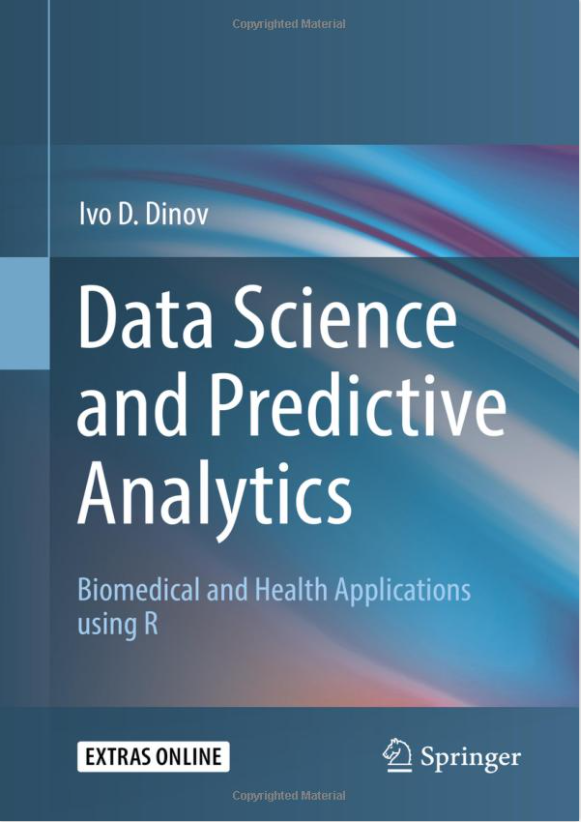 Copyrighted Material
Ivo D. Dinov
Data Science
and Predictive
Analytics
Biomedical and Health Applications
using R
EXTRAS ONLINE
Springer
Copyrighted Material